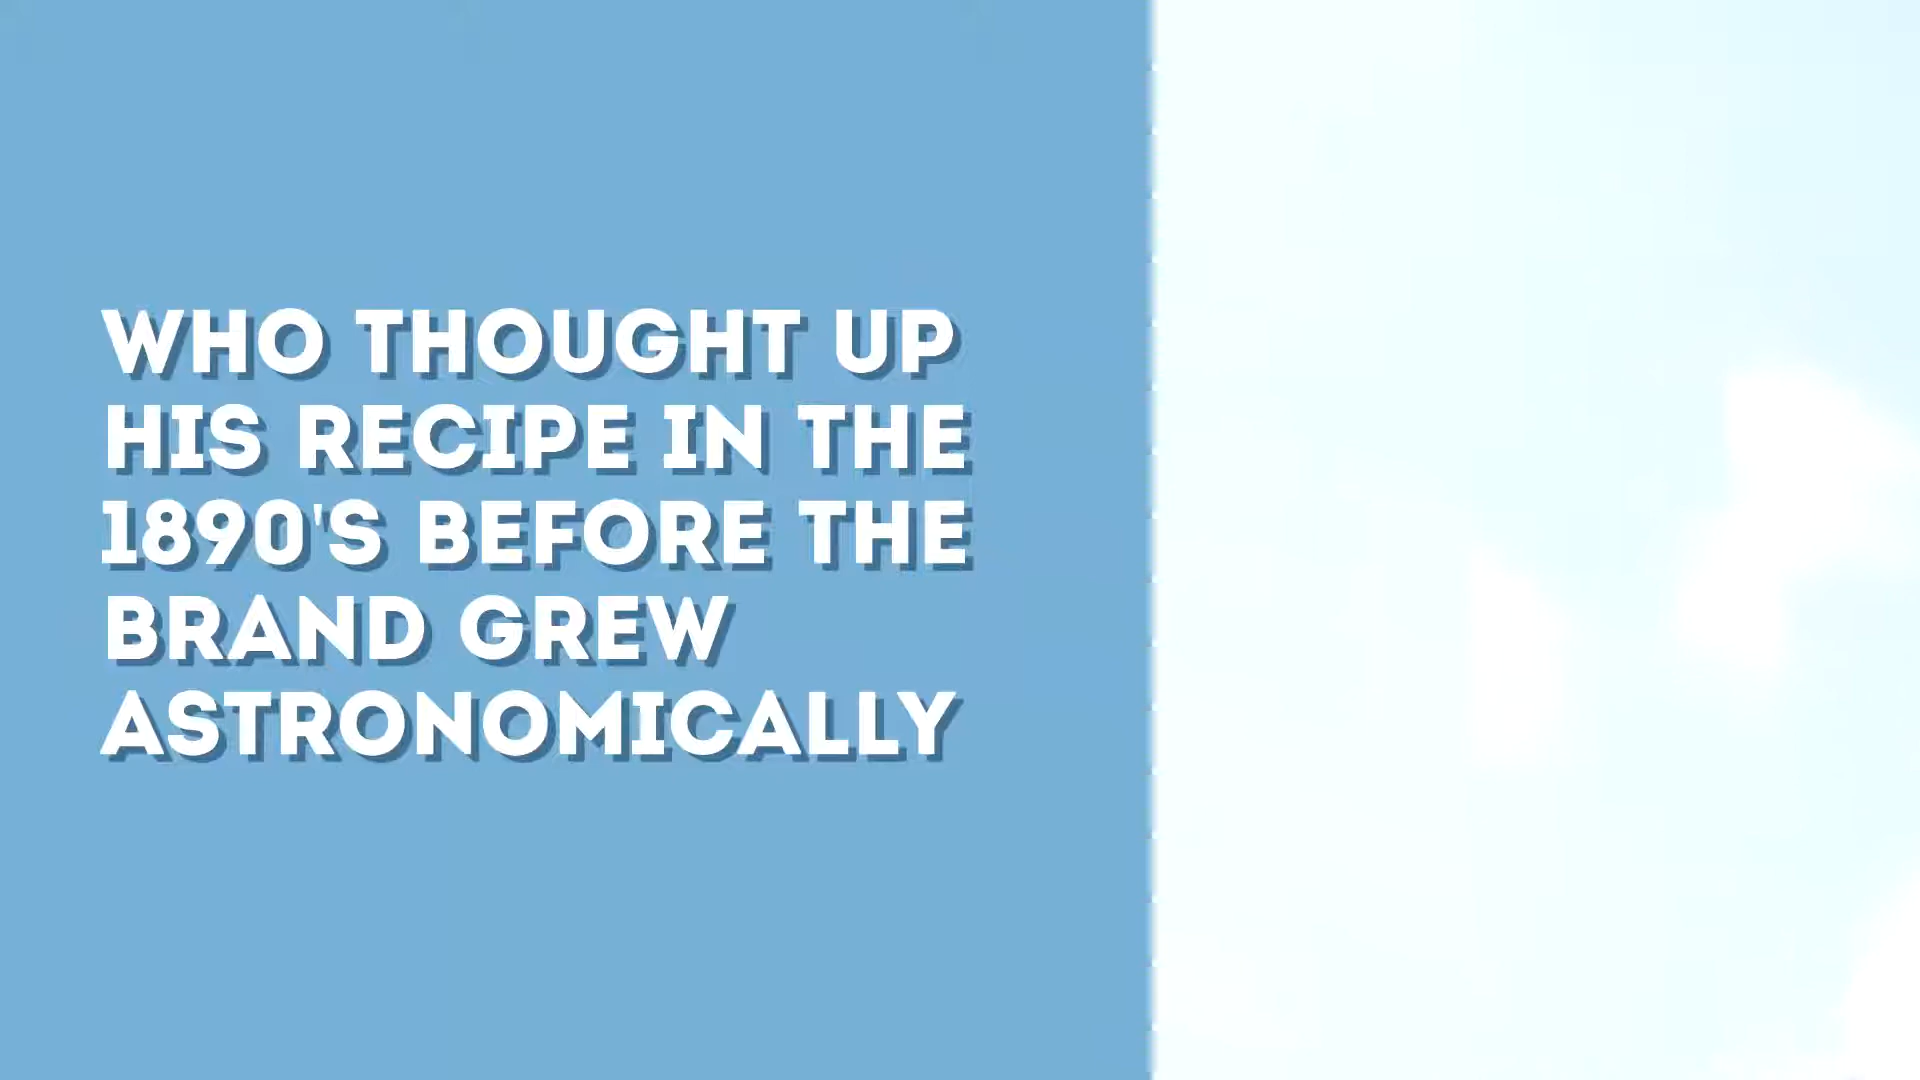 WHO THOUGHT UP
HIS RECIPE IN THE
1890'S BEFORE THE
BRAND GREW
ASTRONOMICALLY